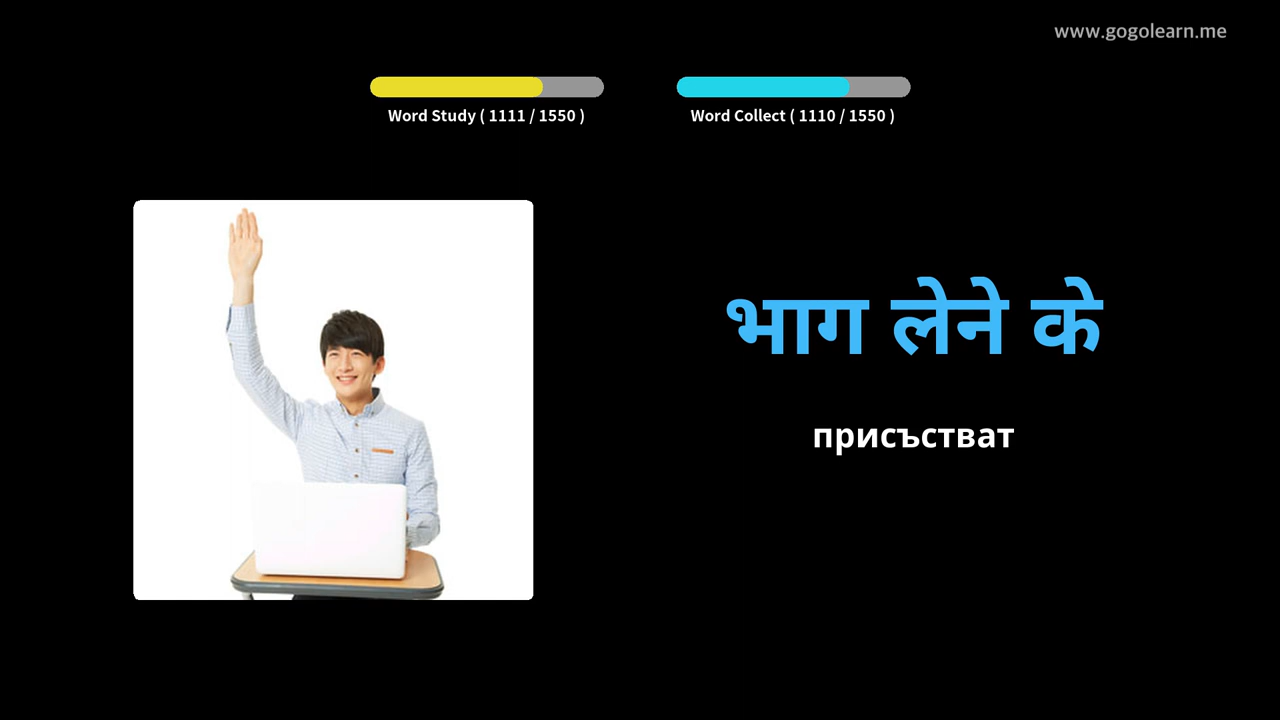 www.gogolearn.me
Word Study ( 1111 / 1550 )
Word Collect ( 1110 / 1550 )
भाग लेने के
присъстват